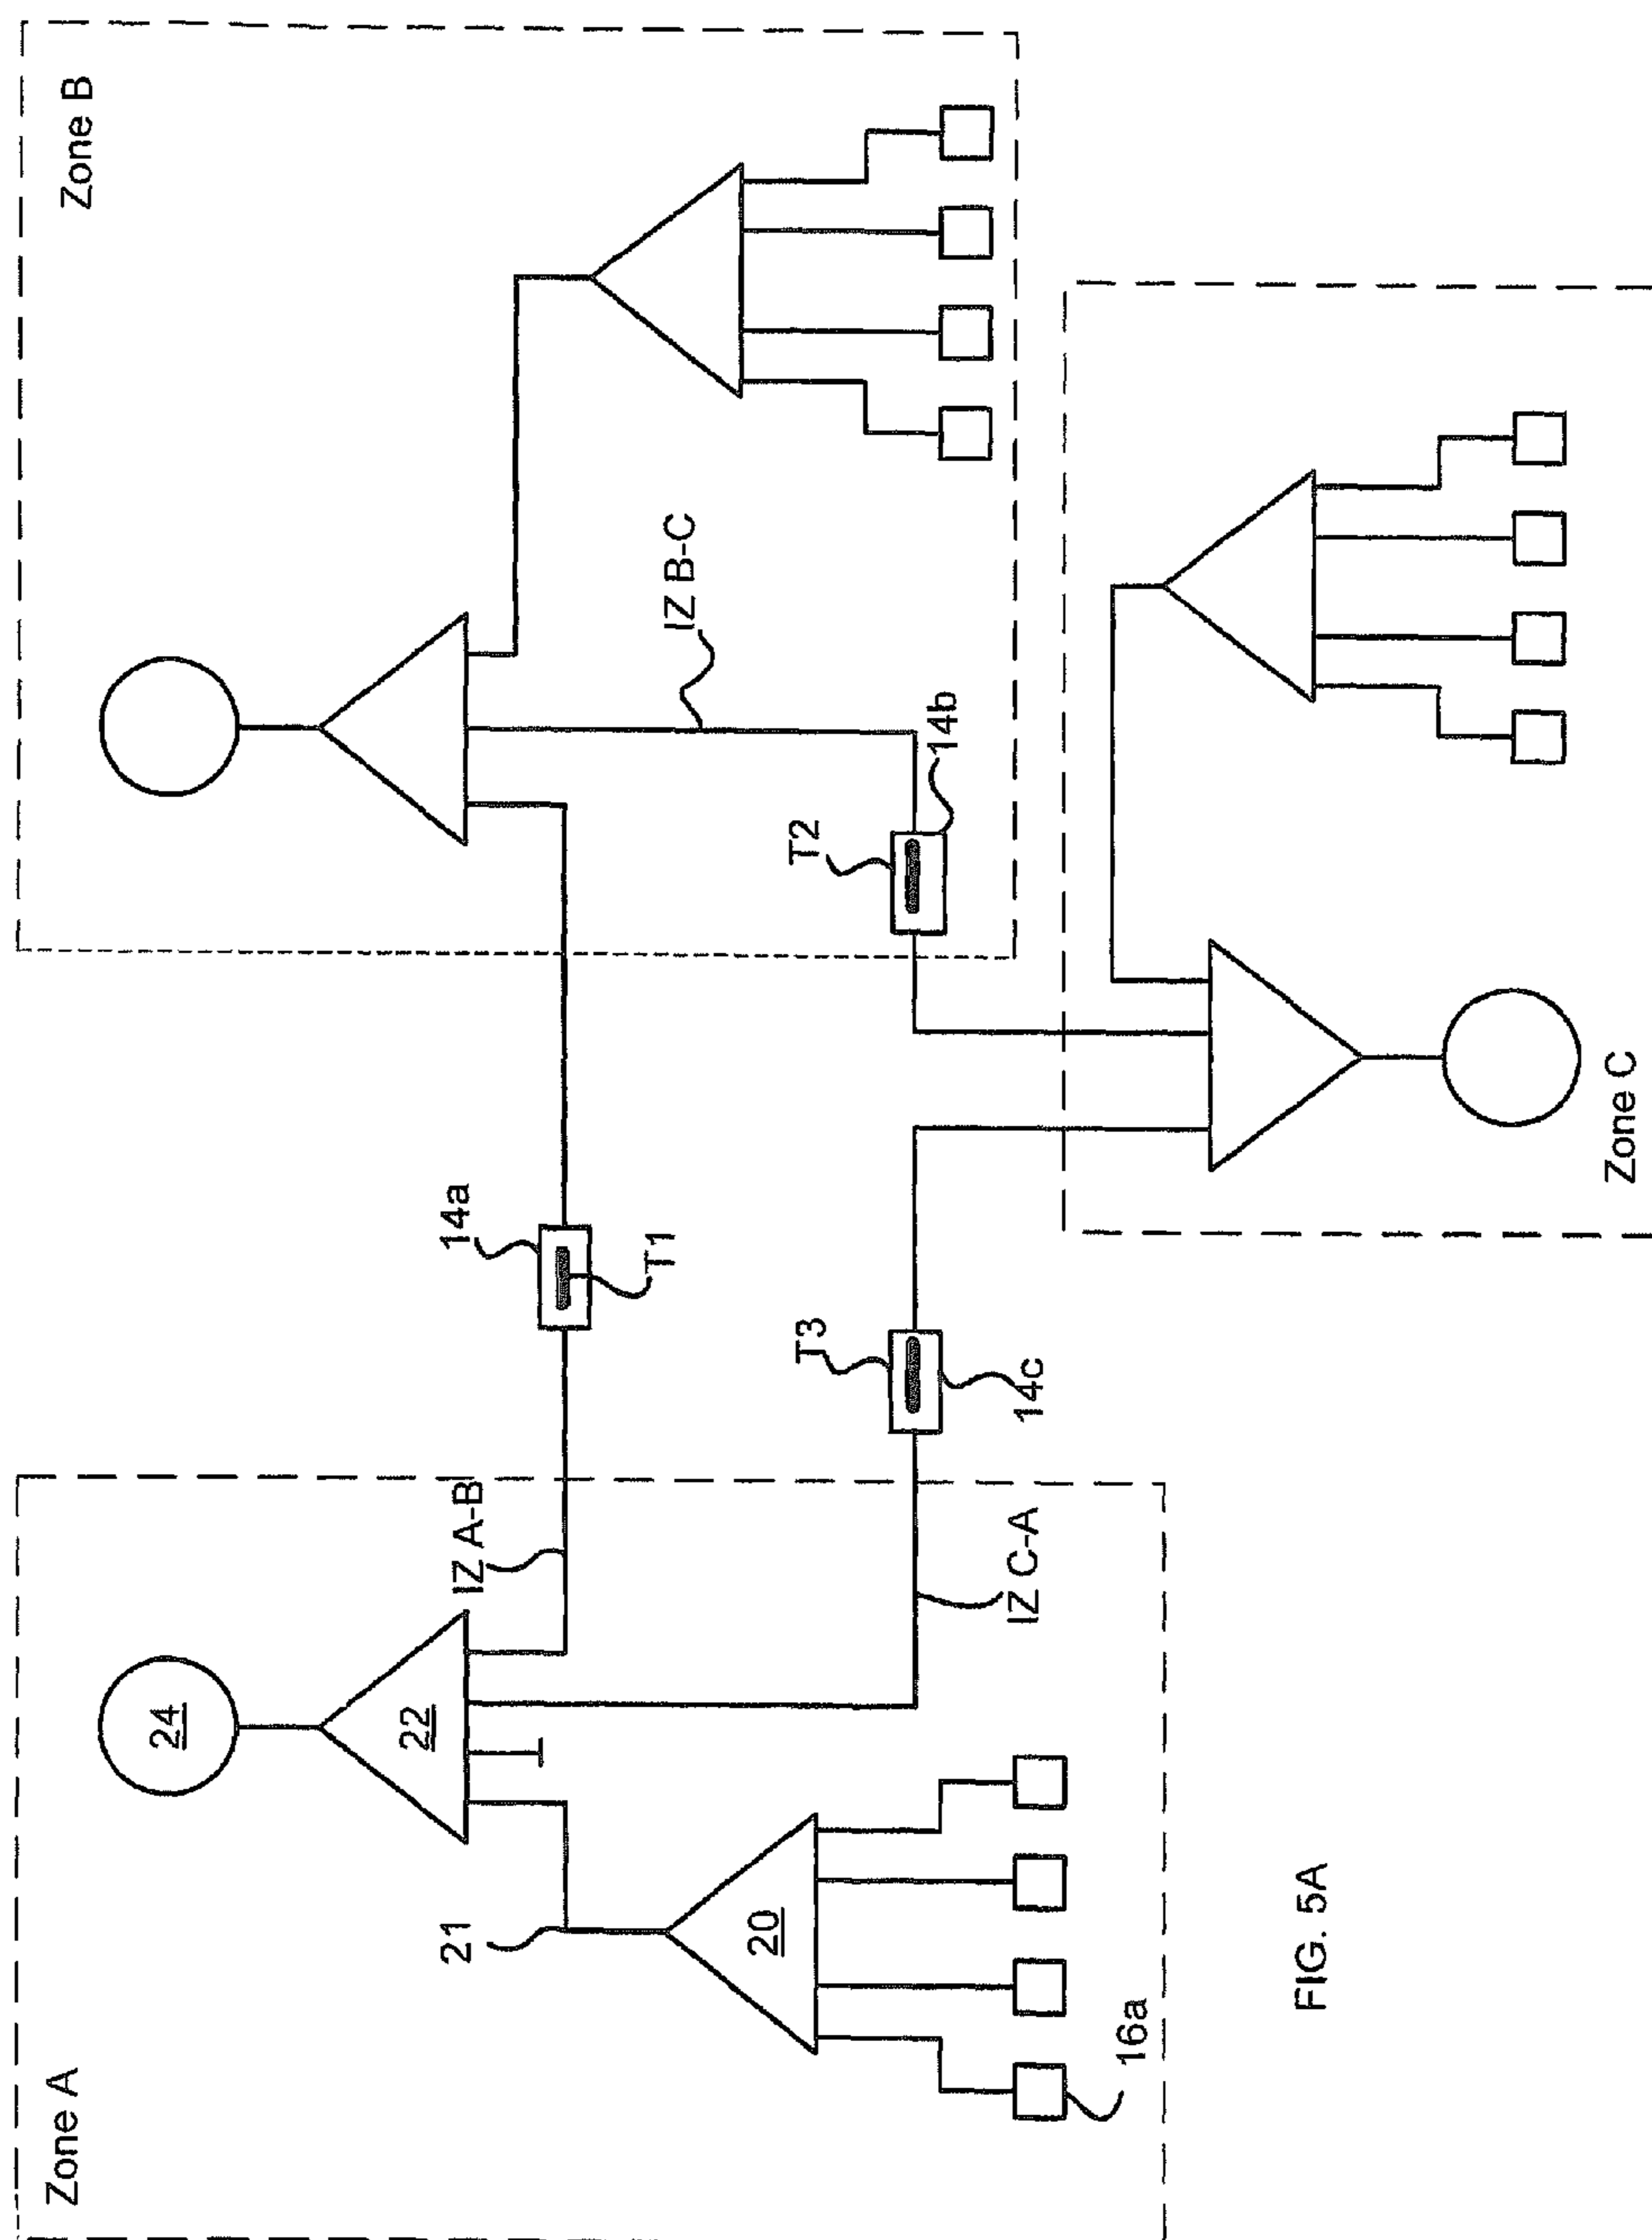 Zone A
Zone B
24
22
IZ A-B
14a
T1
21
20
IZ B-C
T2
14b
T3
14c
IZ C-A
16a
Zone C
FIG. 5A